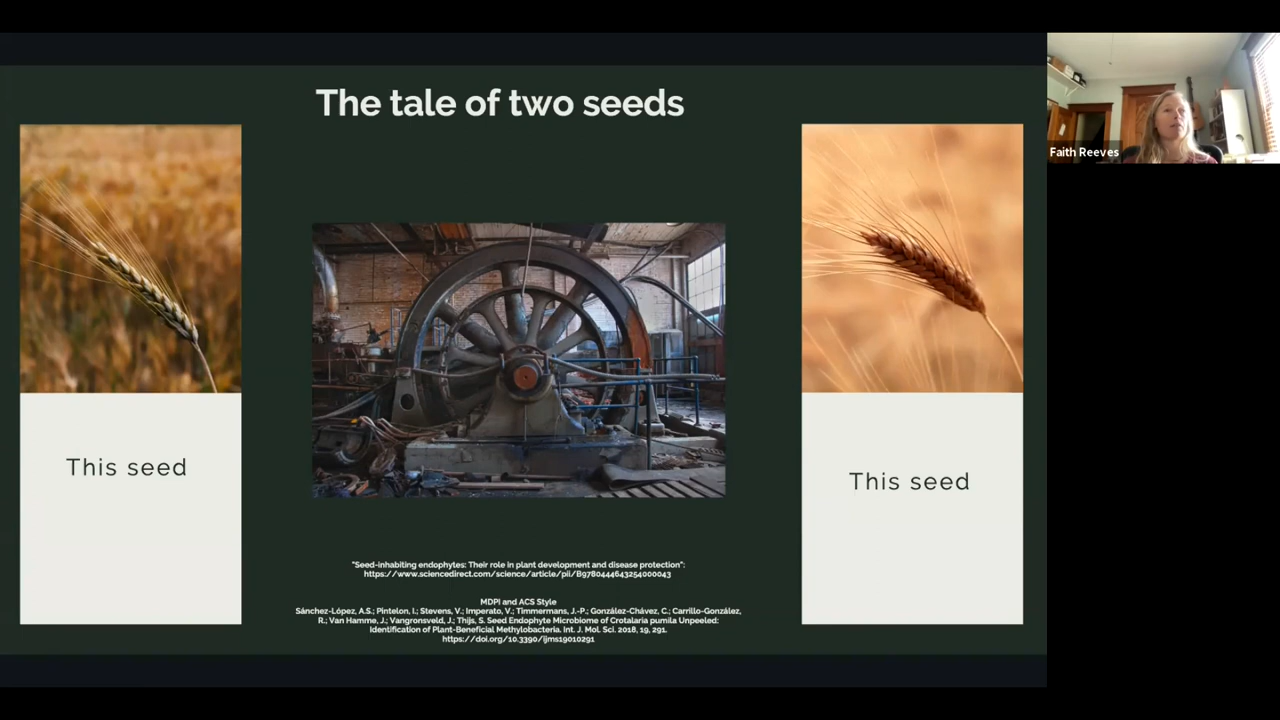 The tale of two seeds
Faith Reeves
This seed
This seed
"Seed-inhabiting endophytes: Their role in plant development and disease protection":
https://www.sciencedirect.com/science/article/pii/B9780444643254000043
MDPI and ACS Style
Sánchez-López, A.S.; Pintelon, I.; Stevens, V.; Imperato, V.; Timmermans, J.-P.; González-Chávez, C.; Carrillo-González,
R.; Van Hamme, J.; Vangronsveld, J.; Thijs, S. Seed Endophyte Microbiome of Crotalaria pumila Unpeeled:
Identification of Plant-Beneficial Methylobacteria. Int. J. Mol. Sci. 2018, 19, 291.
https://doi.org/10.3390/ijms19010291